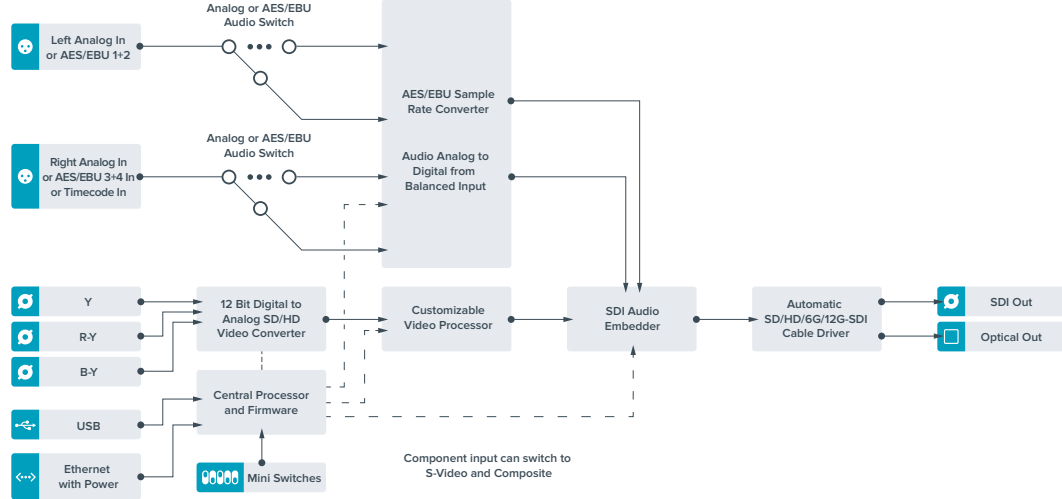 Analog or AES/EBU
Audio Switch
Left Analog In
or AES/EBU 1+2
AES/EBU Sample
Rate Converter
Analog or AES/EBU
Audio Switch
Right Analog In
or AES/EBU 3+4 In
or Timecode In
Audio Analog to
Digital from
Balanced Input
Y
R-Y
B-Y
12 Bit Digital to
Analog SD/HD
Video Converter
Customizable
Video Processor
SDI Audio
Embedder
Automatic
SD/HD/6G/12G-SDI
Cable Driver
SDI Out
Optical Out
Central Processor
and Firmware
USB
Ethernet
with Power
Mini Switches
Component input can switch to
S-Video and Composite